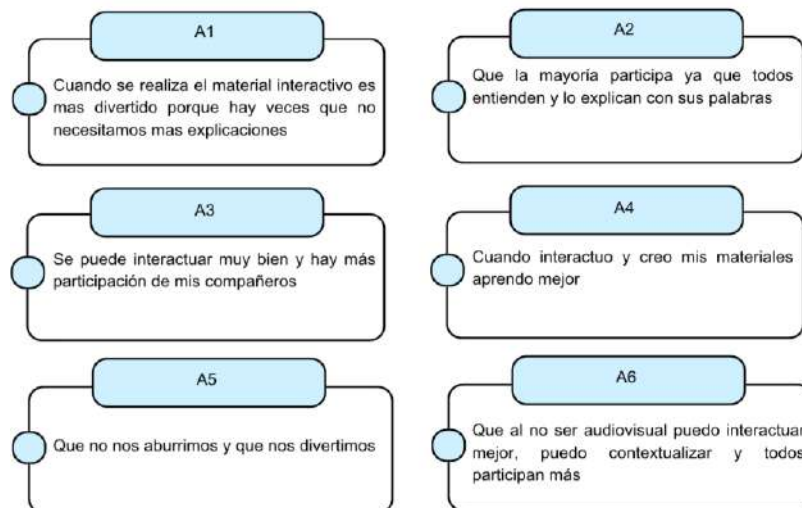 A1
Cuando se realiza el material interactivo es
mas divertido porque hay veces que no
necesitamos mas explicaciones
A2
Que la mayoría participa ya que todos
entienden y lo explican con sus palabras
A3
Se puede interactuar muy bien y hay más
participación de mis compañeros
A4
Cuando interactuo y creo mis materiales
aprendo mejor
A5
Que no nos aburrimos y que nos divertimos
A6
Que al no ser audiovisual puedo interactuar
mejor, puedo contextualizar y todos
participan más